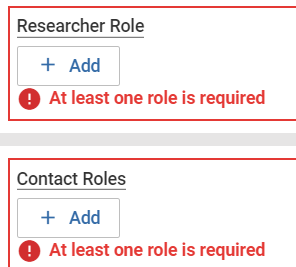 Researcher Role
+ Add
At least one role is required
Contact Roles
+ Add
At least one role is required